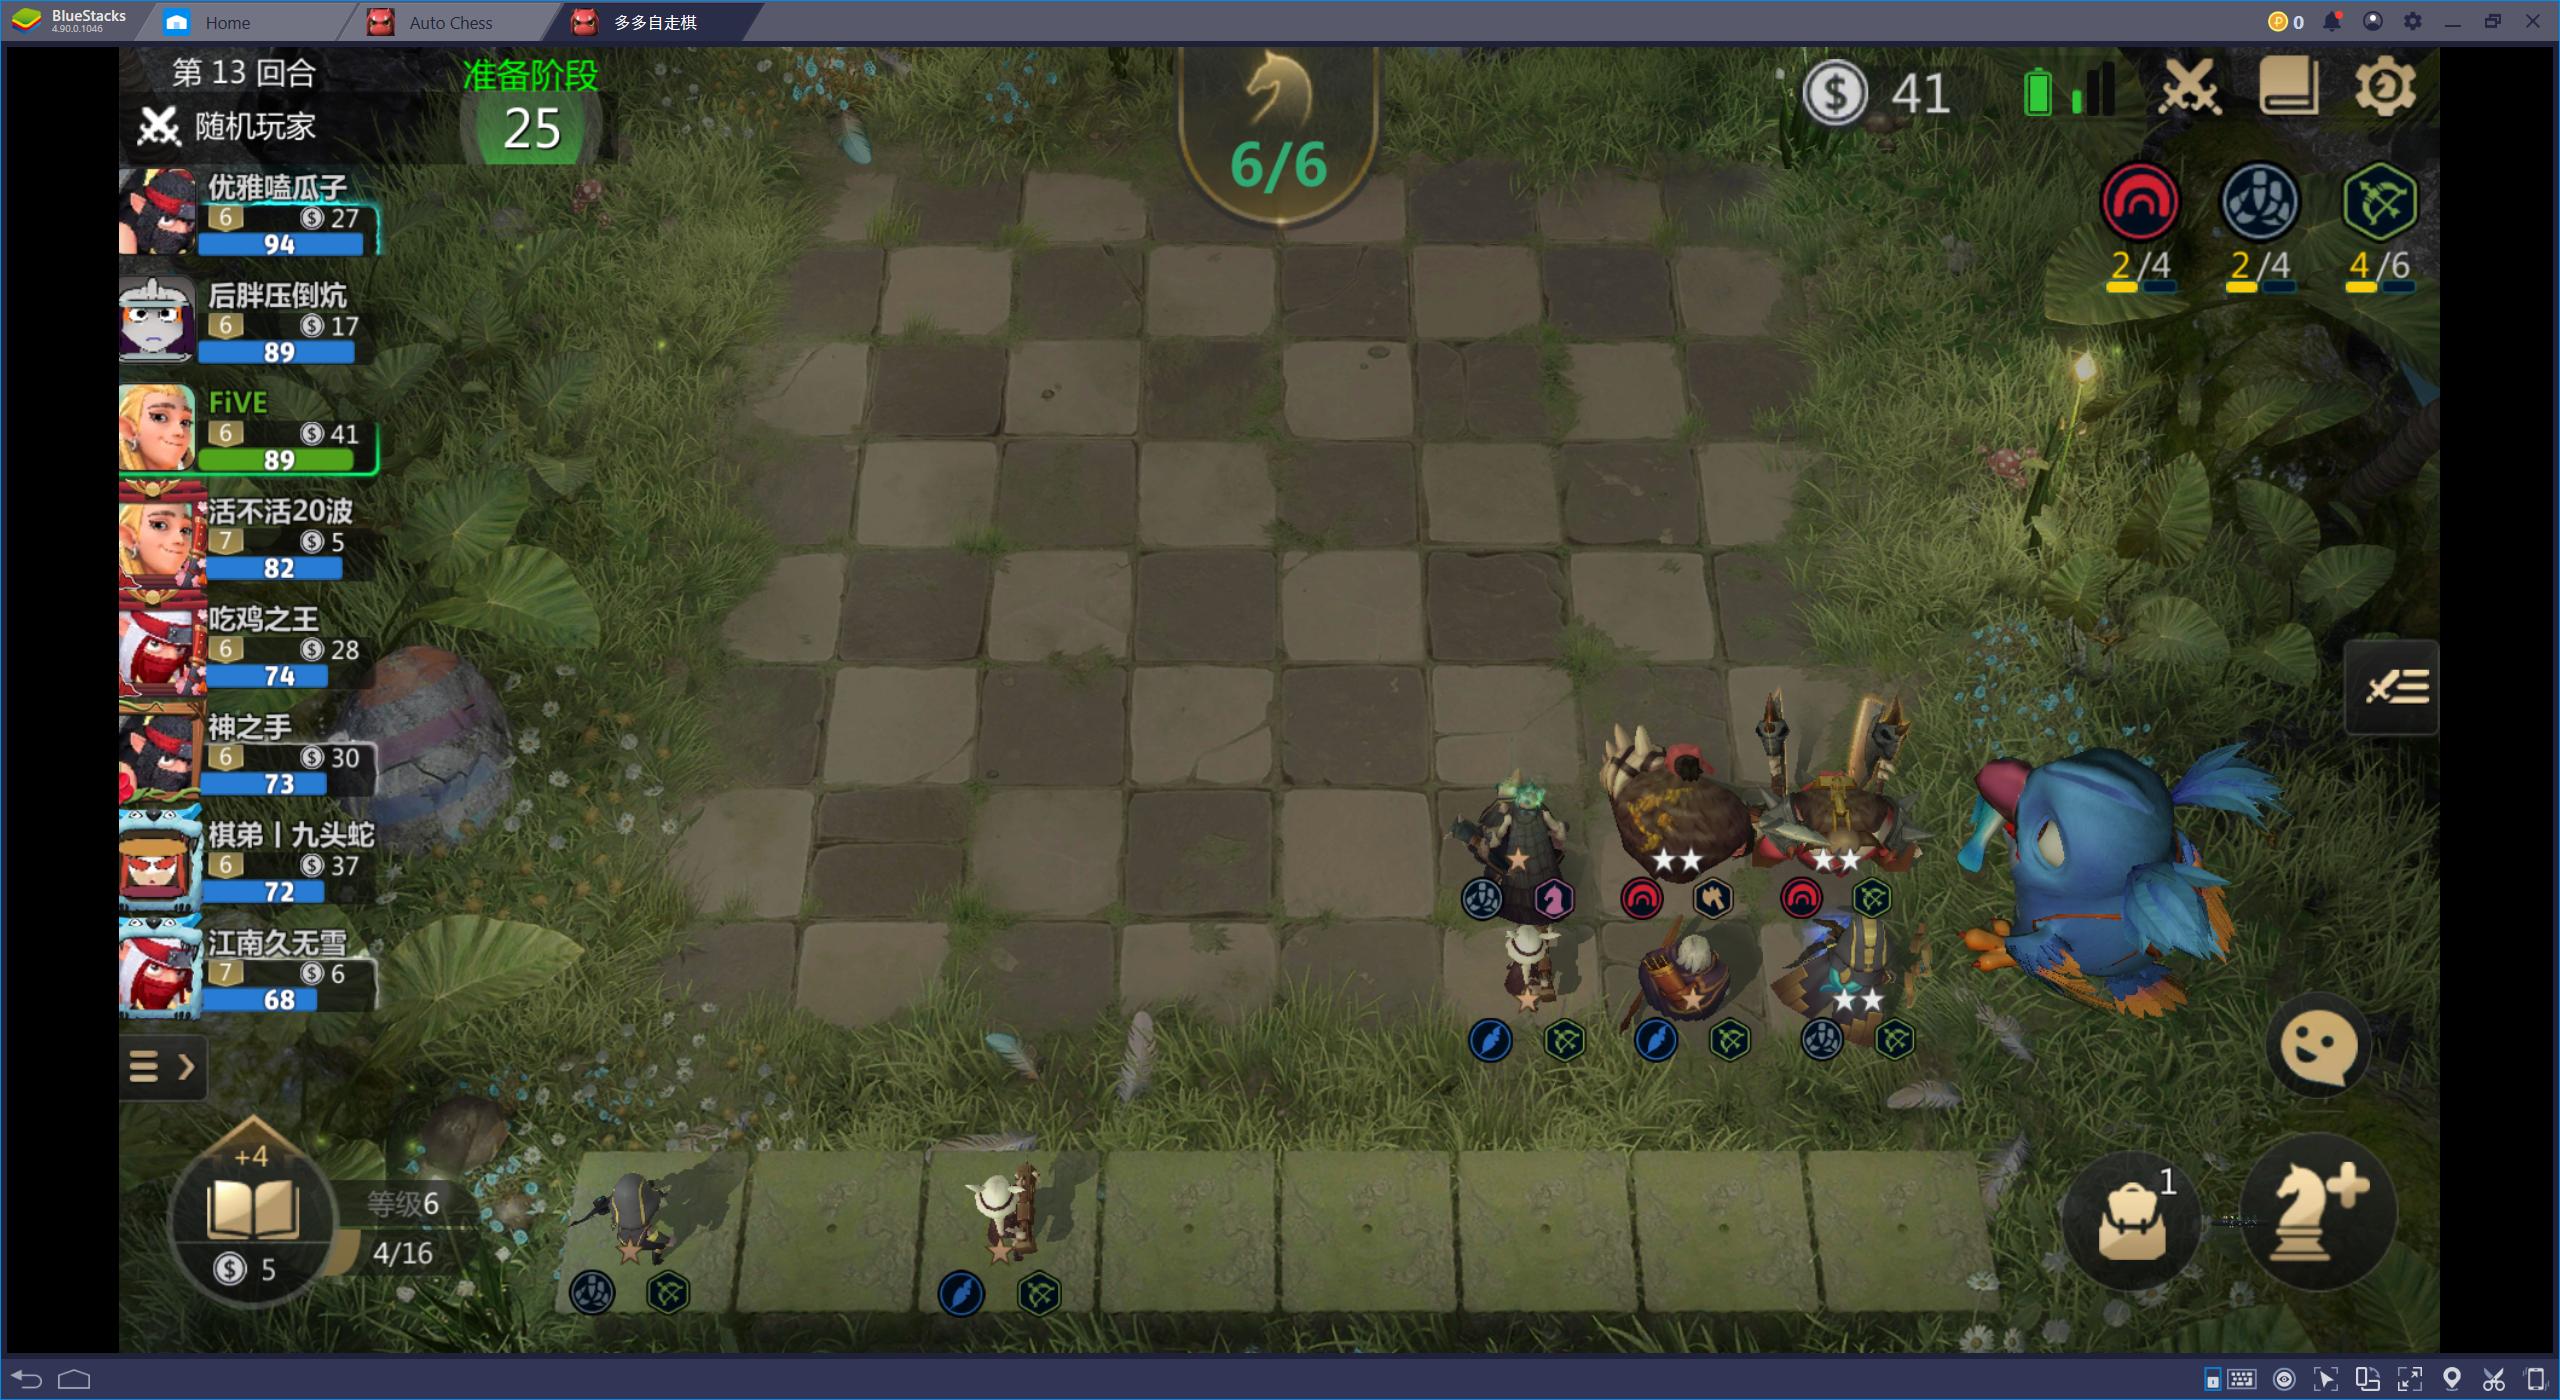 BlueStacks
4.90.0.1046
Home
Auto Chess
多多自走棋
0
第 13 回合
准备阶段
随机玩家
25
6/6
41
2/4
2/4
4/6
优雅嗑瓜子
6
27
94
后胖压倒炕
6
17
89
FiVE
6
41
89
活不活20波
7
5
82
吃鸡之王
6
28
74
神之手
6
30
73
棋弟丨九头蛇
6
37
72
江南久无雪
7
6
68
+4
等级6
4/16
5
1